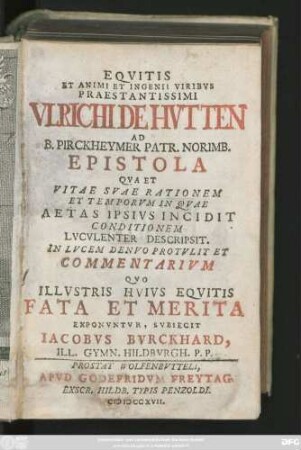 EQVITIS
ET ANIMI ET INGENII VIRIBVS
PRAESTANTISSIMI
VLRICHI DE HVTTEN
AD
B. PIRCKHEYMER PATR. NORIMB.
EPISTOLA
QVA ET
VITAE SVAE RATIONEM
ET TEMPORVM IN QVAE
AETAS IPSIVS INCIDIT
CONDITIONEM
LVCVLENTER DESCRIPSIT.
IN LVCEM DENVO PROTVLIT ET
COMMENTARIVM
QVO
ILLVSTRIS HVIVS EQVITIS
FATA ET MERITA
EXPONVNTVR, SVBIECIT
IACOBVS BVRCKHARD,
ILL. GYMN. HILDBVRGH. P. P.
PROSTAT WOLFENBVTTELI,
APVD GODEFRIDVM FREYTAG.
EXSCR. HILDB. TYPIS PENZOLDI.
CIↃIↃCCXVII.